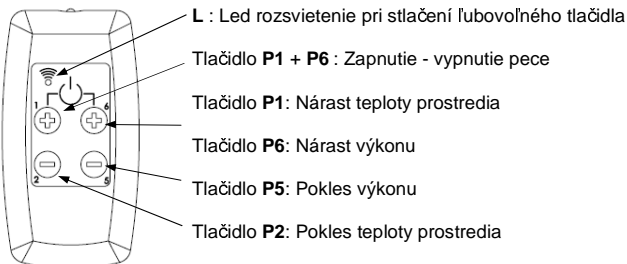 L : Led rozsvietenie pri stlačení ľubovoľného tlačidla
Tlačidlo P1 + P6 : Zapnutie - vypnutie pece
1 6
Tlačidlo P1: Nárast teploty prostredia
Tlačidlo P6: Nárast výkonu
2 5
Tlačidlo P5: Pokles výkonu
Tlačidlo P2: Pokles teploty prostredia